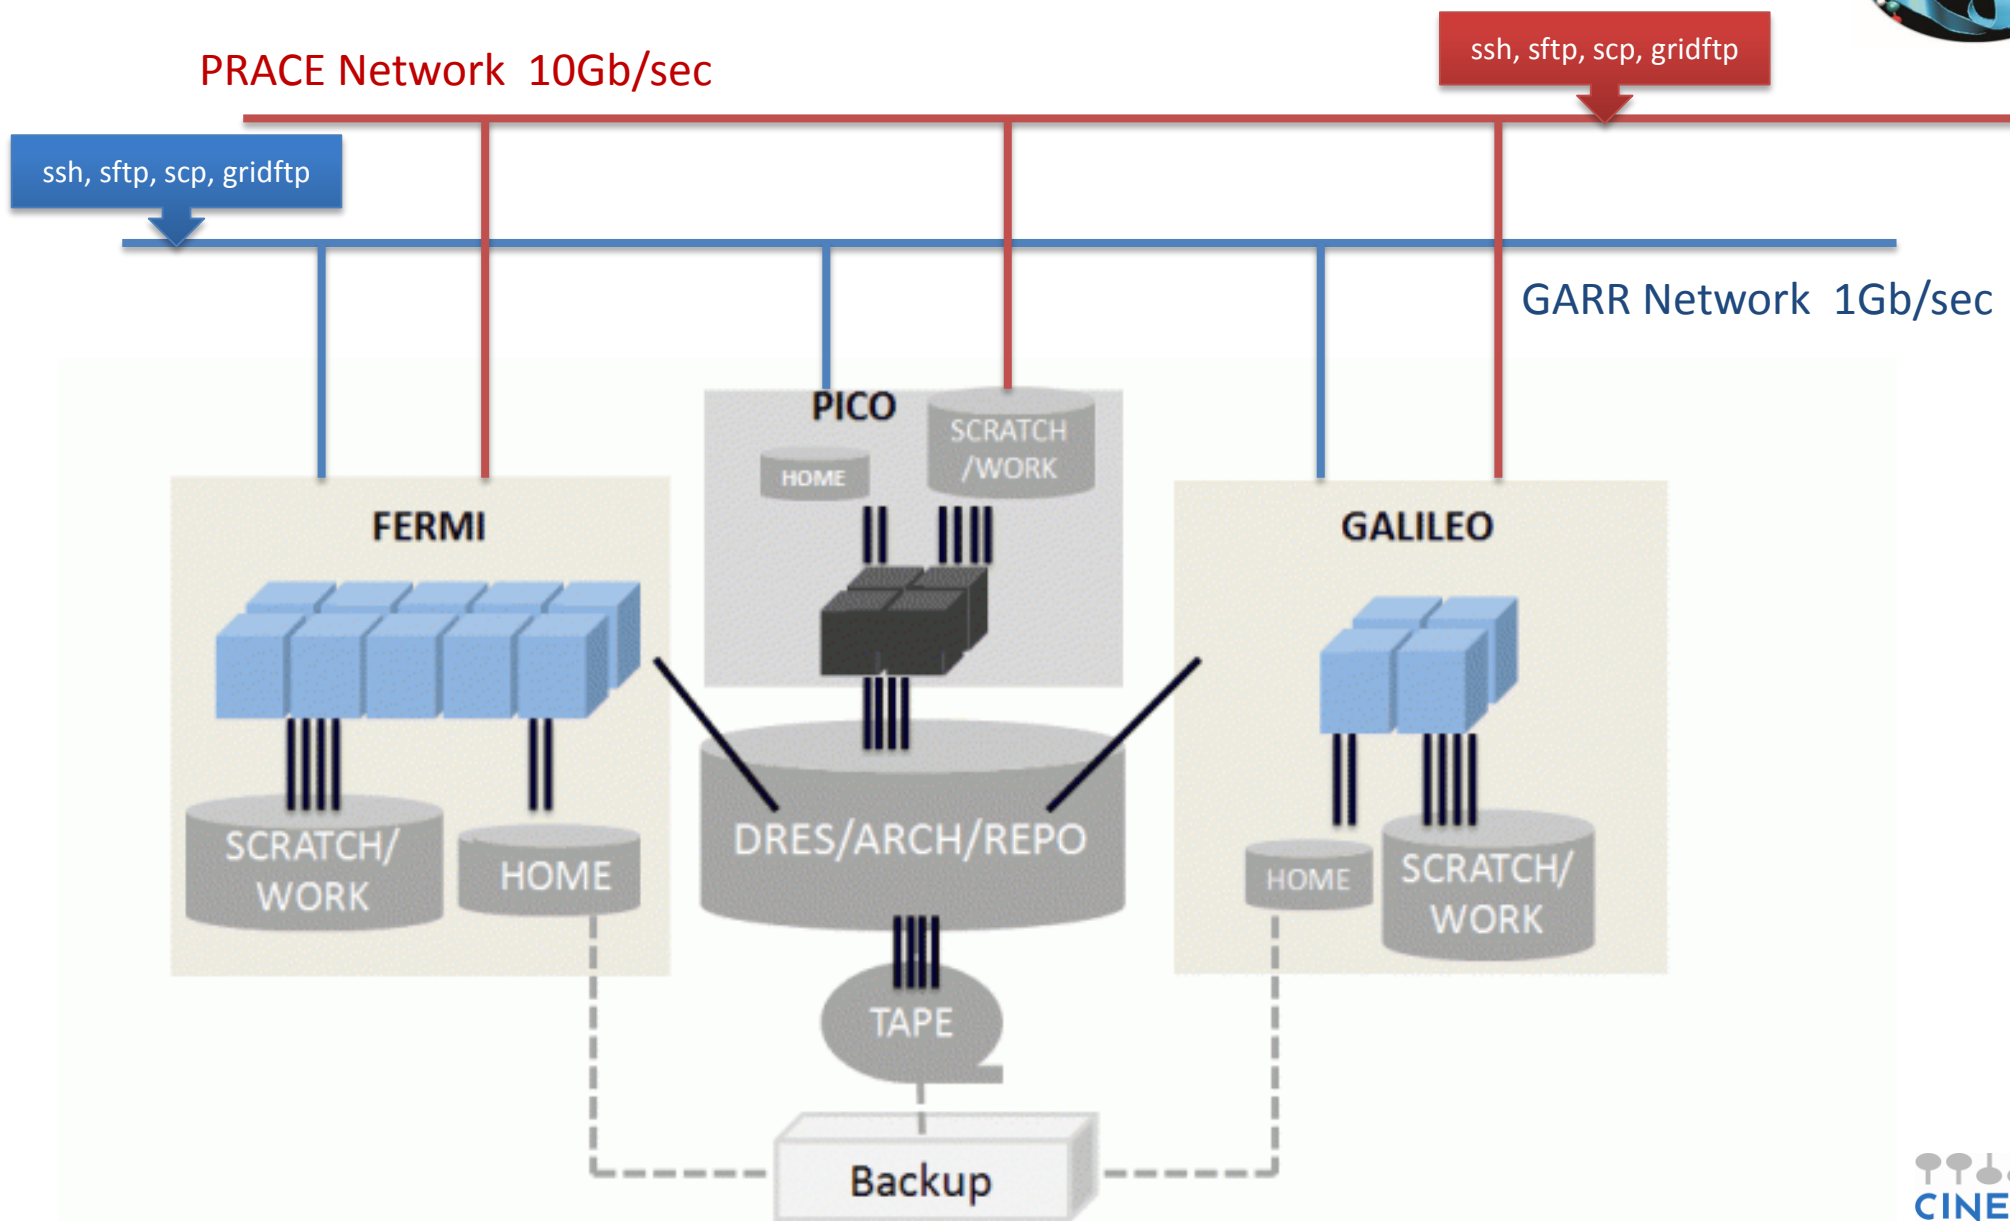 ssh, sftp, scp, gridftp
PRACE Network 10Gb/sec
ssh, sftp, scp, gridftp
GARR Network 1Gb/sec
PICO
SCRATCH
/WORK
HOME
FERMI
GALILEO
SCRATCH/
WORK
HOME
DRES/ARCH/REPO
HOME
SCRATCH/
WORK
TAPE
Backup
CINE